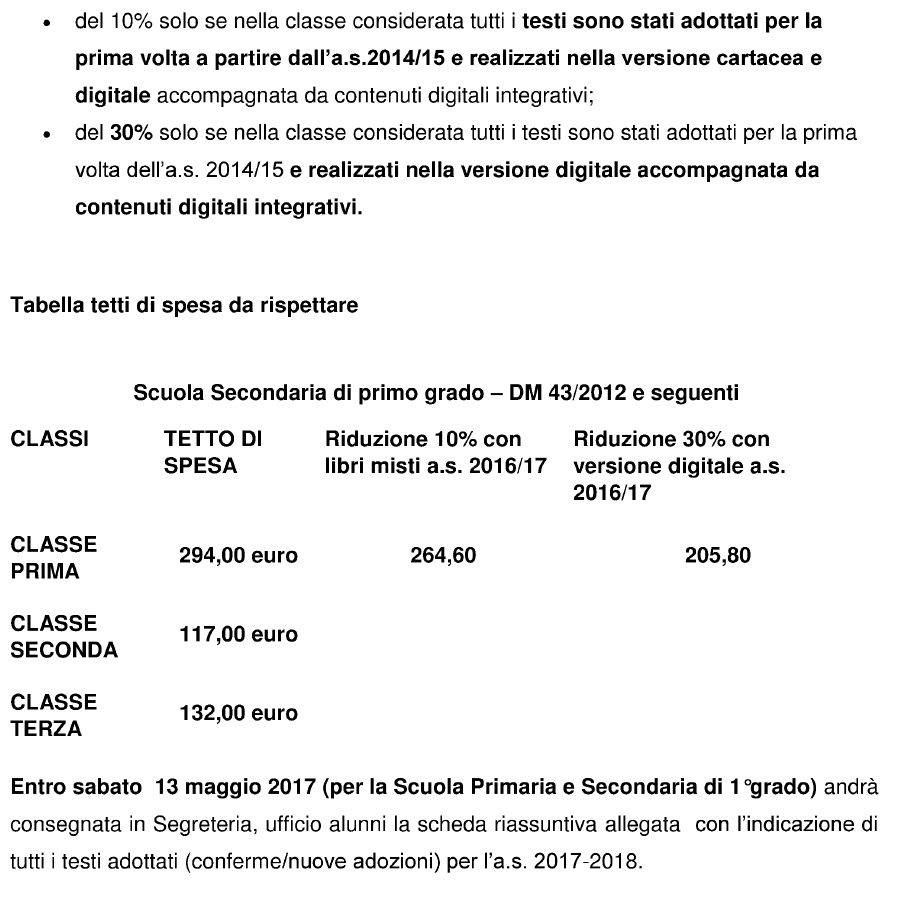 • del 10% solo se nella classe considerata tutti i testi sono stati adottati per la
prima volta a partire dall'a.s.2014/15 e realizzati nella versione cartacea e
digitale accompagnata da contenuti digitali integrativi;
• del 30% solo se nella classe considerata tutti i testi sono stati adottati per la prima
volta dell'a.s. 2014/15 e realizzati nella versione digitale accompagnata da
contenuti digitali integrativi.
Tabella tetti di spesa da rispettare
Scuola Secondaria di primo grado – DM 43/2012 e seguenti
CLASSI TETTO DI Riduzione 10% con Riduzione 30% con
SPESA libri misti a.s. 2016/17 versione digitale a.s.
2016/17
CLASSE
PRIMA 294,00 euro 264,60 205,80
CLASSE
SECONDA 117,00 euro
CLASSE
TERZA 132,00 euro
Entro sabato 13 maggio 2017 (per la Scuola Primaria e Secondaria di 1°grado) andrà
consegnata in Segreteria, ufficio alunni la scheda riassuntiva allegata con l'indicazione di
tutti i testi adottati (conferme/nuove adozioni) per l'a.s. 2017-2018.